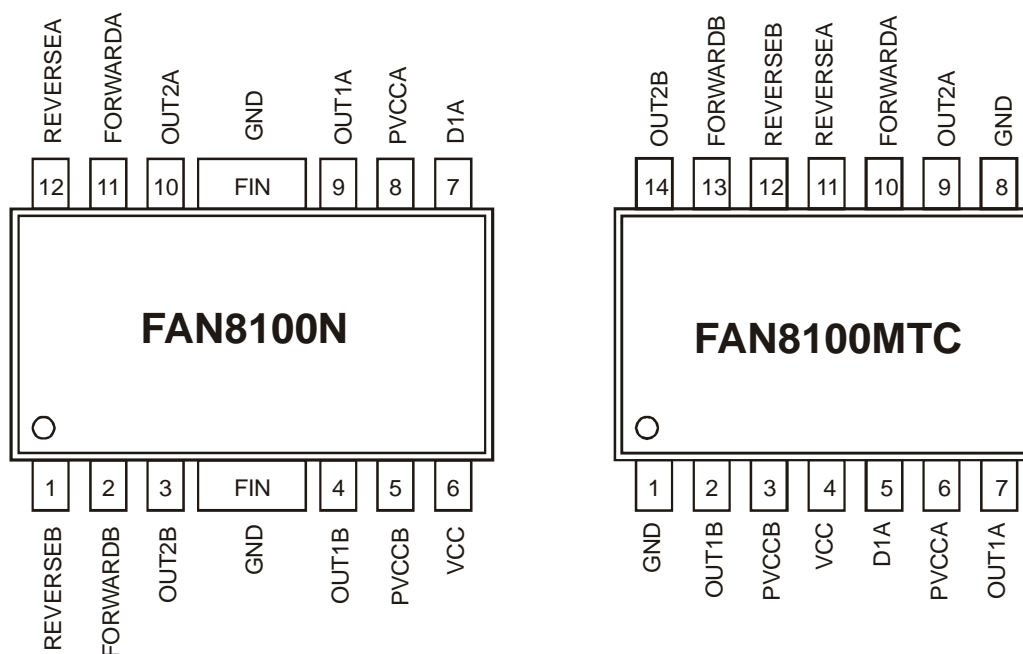 REVERSEA FORWARDA OUT2A GND OUT1A PVCCA D1A
12 11 10 FIN 9 8 7
FAN8100N
1 2 3 FIN 4 5 6
REVERSEB FORWARDB OUT2B GND OUT1B PVCCB VCC
OUT2B FORWARDB REVERSEB REVERSEA FORWARDA OUT2A GND
14 13 12 11 10 9 8
FAN8100MTC
1 2 3 4 5 6 7
GND OUT1B PVCCB VCC D1A PVCCA OUT1A